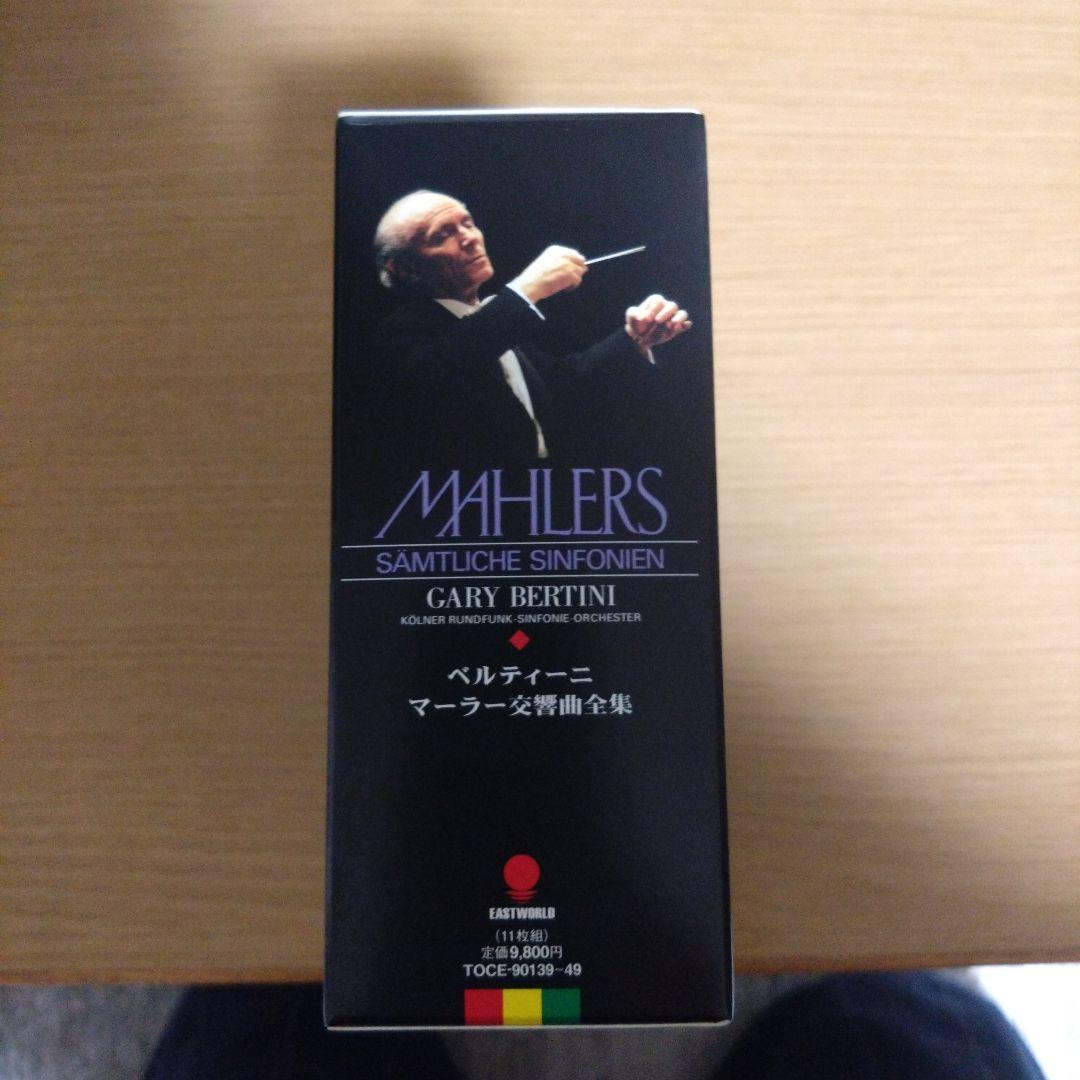 MAHLERS
SÄMTLICHE SINFONIEN
GARY BERTINI
KÖLNER RUNDFUNK-SINFONIE-ORCHESTER
ベルティーニ
マーラー交響曲全集
EASTWORLD
(11枚組)
定価9,800円
TOCE-90139~49